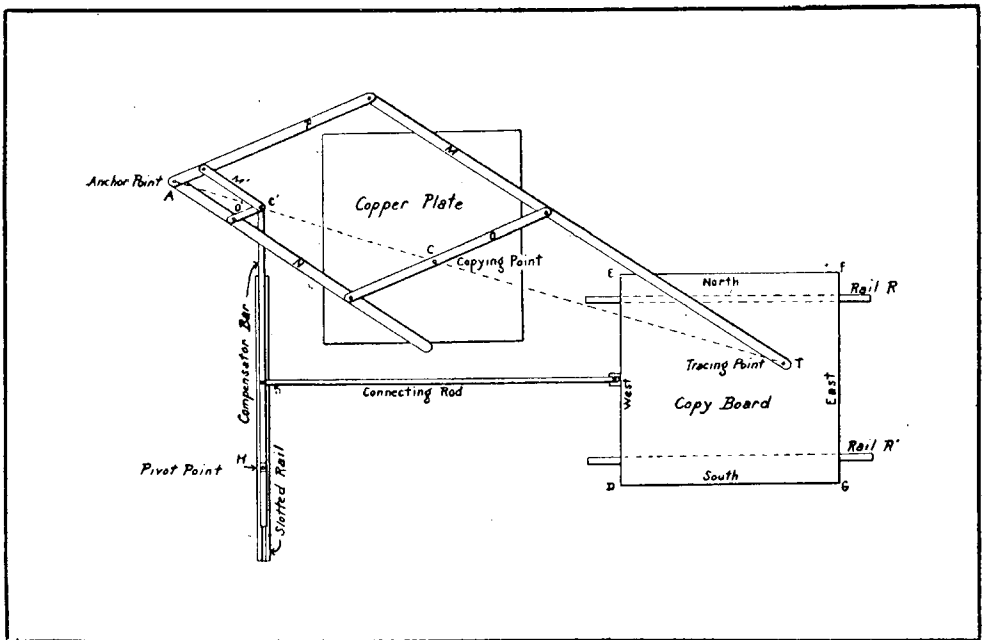 P
M
Anchor Point
A
O'
C'
Copper Plate
O
N
C
Copying Point
E
F
North
Rail R
Compensator Bar
Tracing Point
T
Connecting Rod
West
East
Copy Board
Pivot Point
H
Slotted Rail
Rail R'
South
D
G